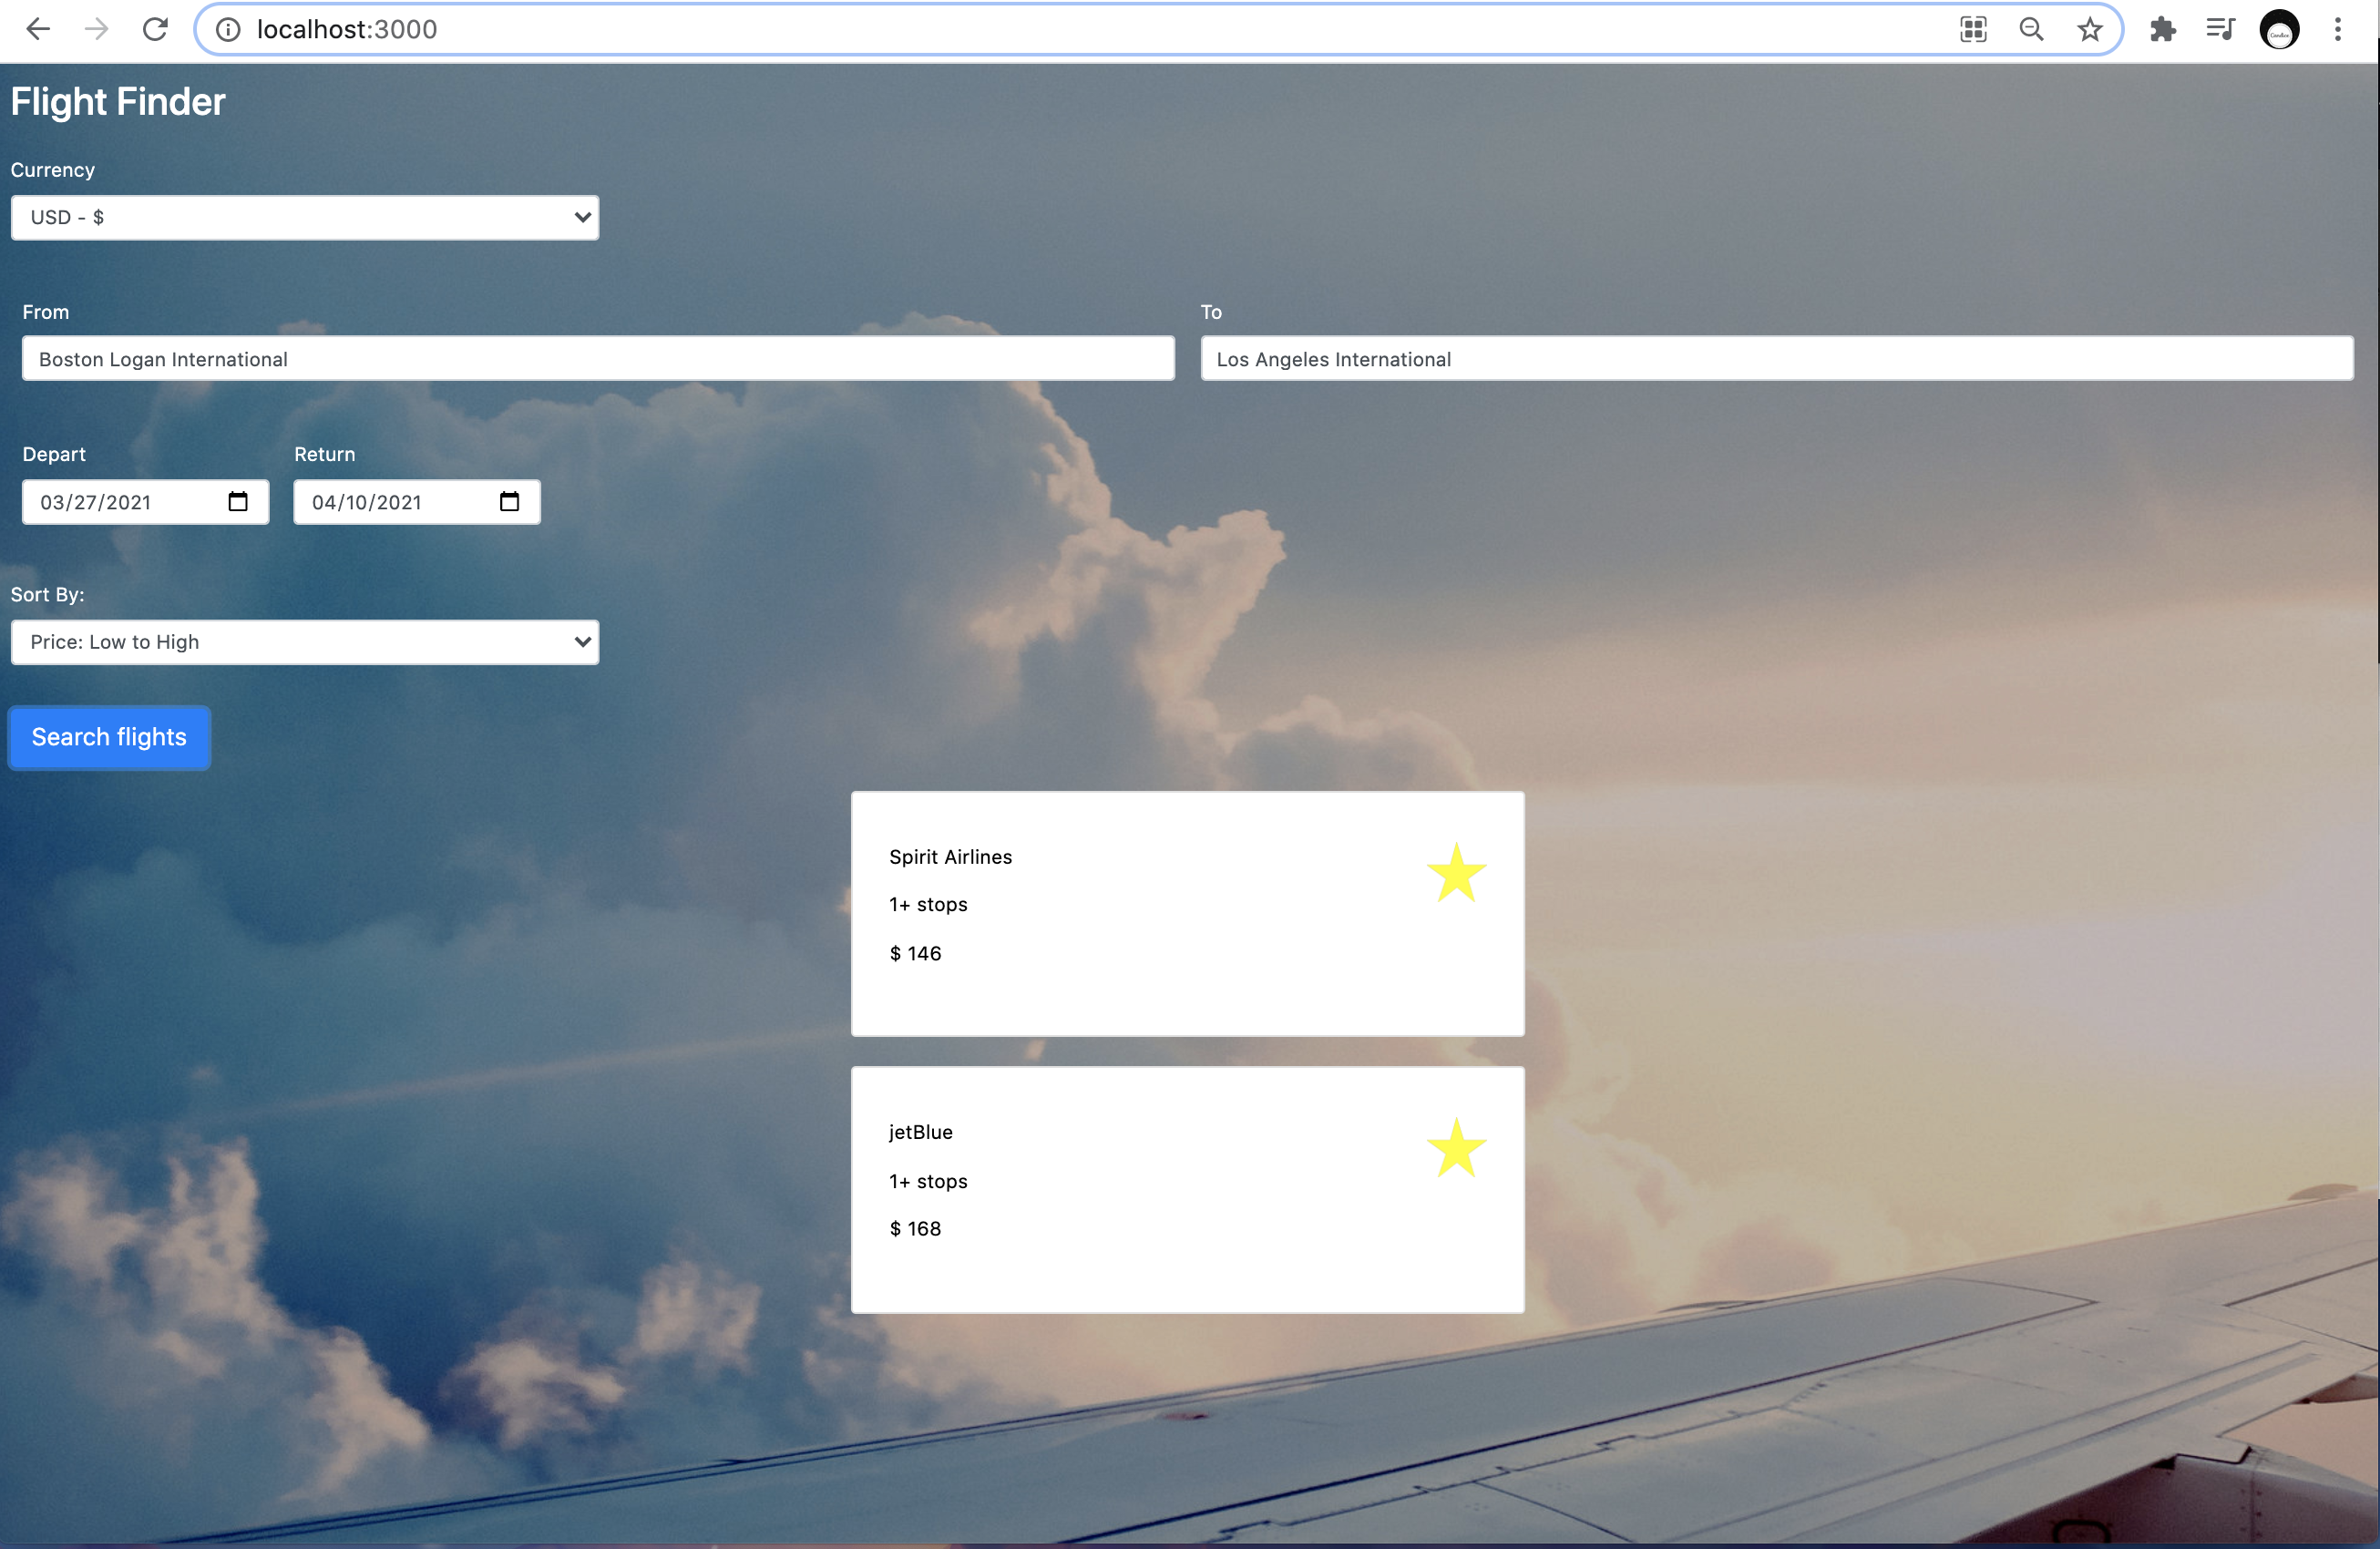 localhost:3000
Flight Finder
Currency
USD - $
From
To
Boston Logan International
Los Angeles International
Depart
Return
03/27/2021
04/10/2021
Sort By:
Price: Low to High
Search flights
Spirit Airlines
1+ stops
$ 146
jetBlue
1+ stops
$ 168